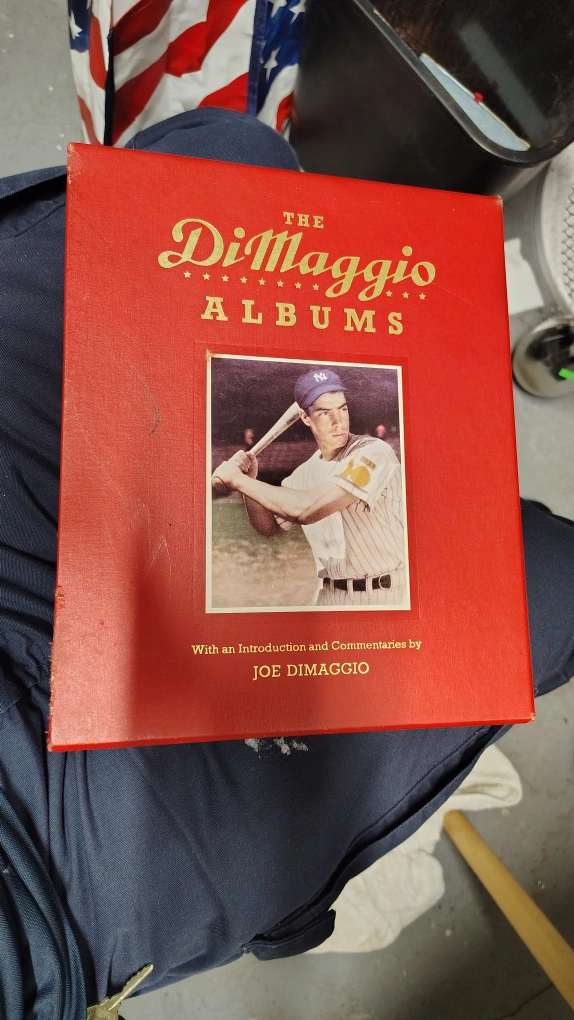 THE
DiMaggio
ALBUMS
NY
With an Introduction and Commentaries by
JOE DIMAGGIO